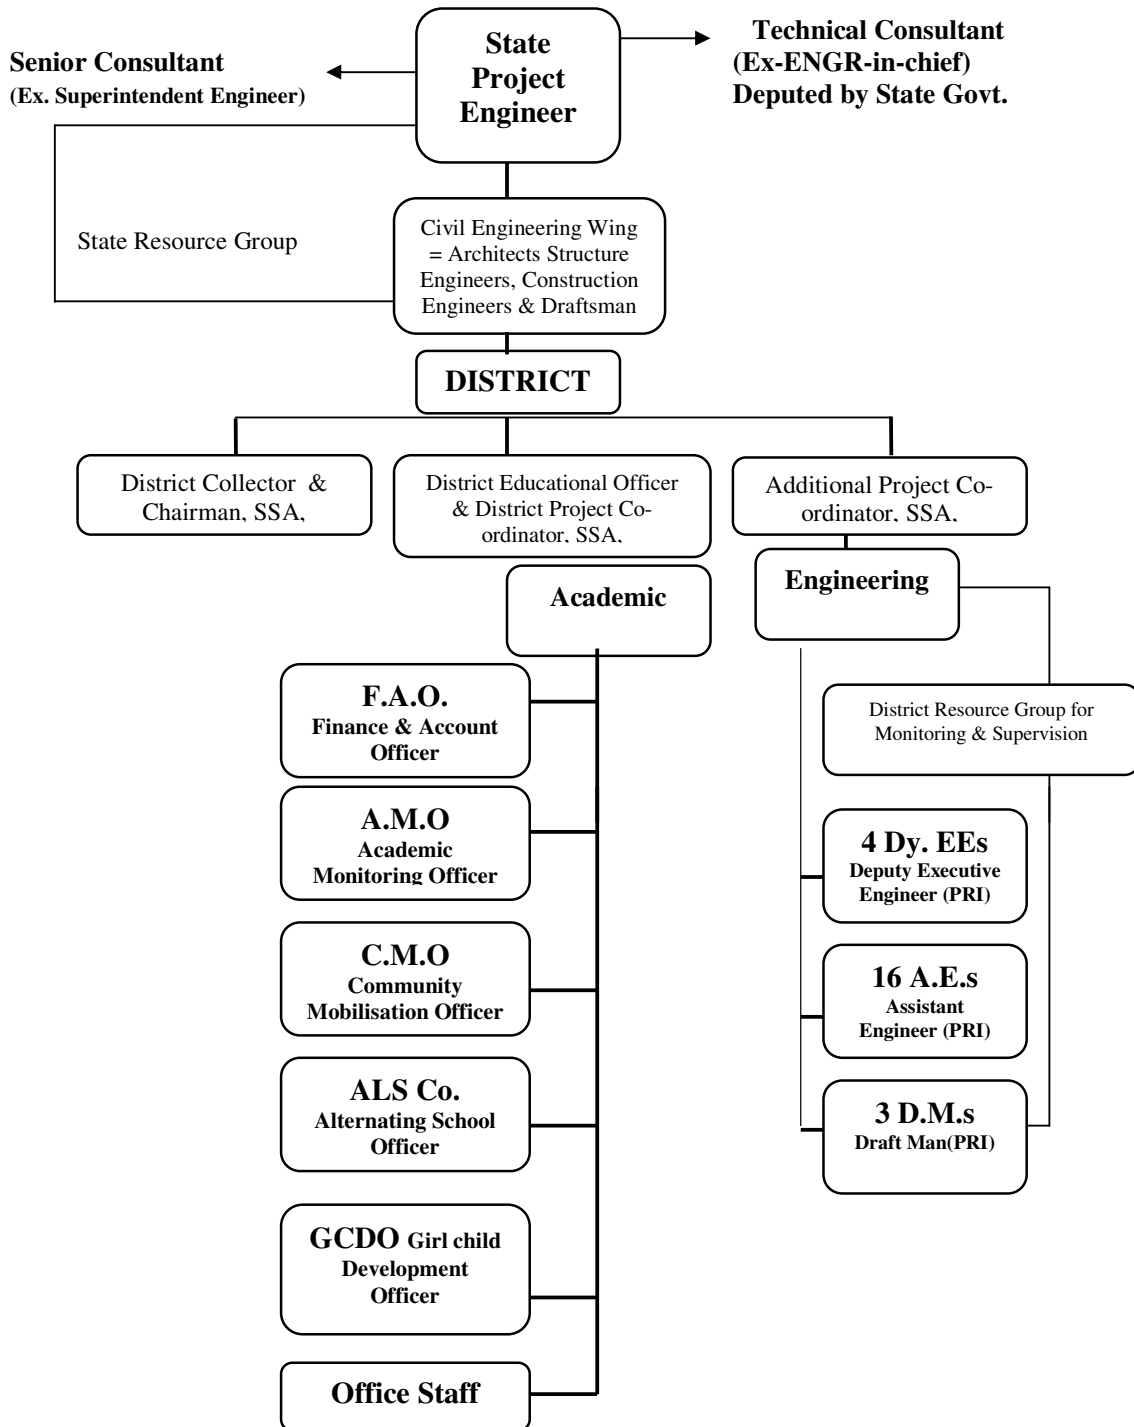 State
Project
Engineer
Technical Consultant
(Ex-ENGR-in-chief)
Deputed by State Govt.
Senior Consultant
(Ex. Superintendent Engineer)
State Resource Group
Civil Engineering Wing
= Architects Structure
Engineers, Construction
Engineers & Draftsman
DISTRICT
District Collector &
Chairman, SSA,
District Educational Officer
& District Project Co-
ordinator, SSA,
Additional Project Co-
ordinator, SSA,
Academic
Engineering
F.A.O.
Finance & Account
Officer
A.M.O
Academic
Monitoring Officer
C.M.O
Community
Mobilisation Officer
ALS Co.
Alternating School
Officer
GCDO Girl child
Development
Officer
Office Staff
District Resource Group for
Monitoring & Supervision
4 Dy. EEs
Deputy Executive
Engineer (PRI)
16 A.E.s
Assistant
Engineer (PRI)
3 D.M.s
Draft Man(PRI)